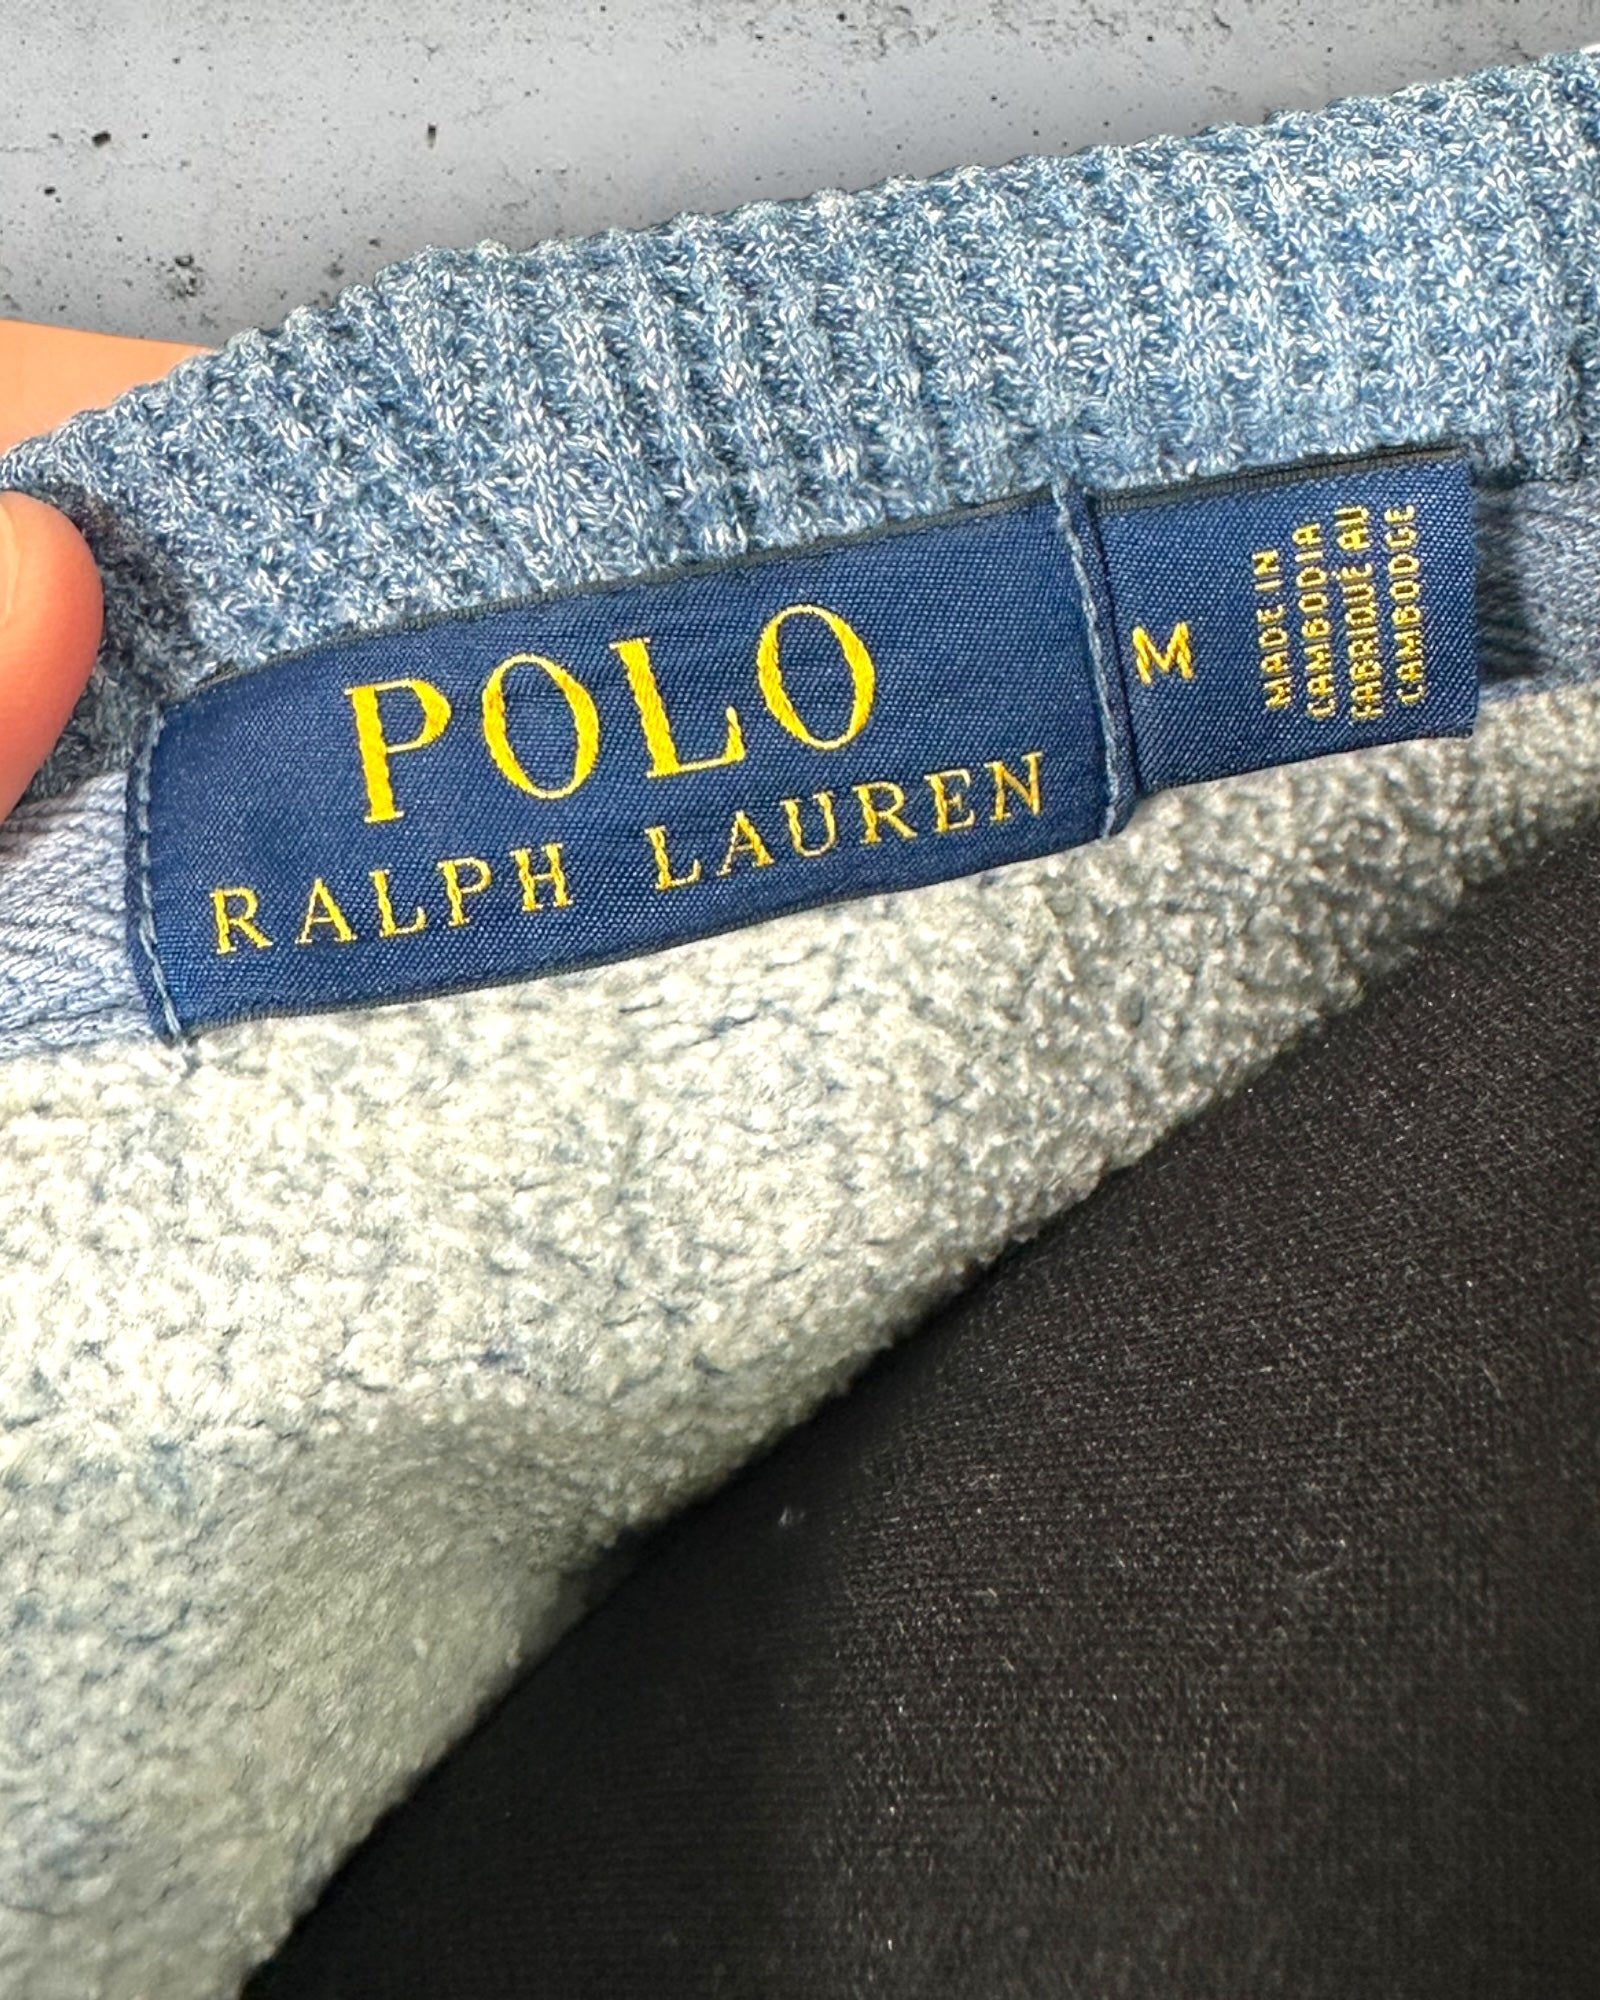 POLO
RALPH LAUREN
M
MADE IN
CAMBODIA
FABRIQUÉ AU
CAMBODGE